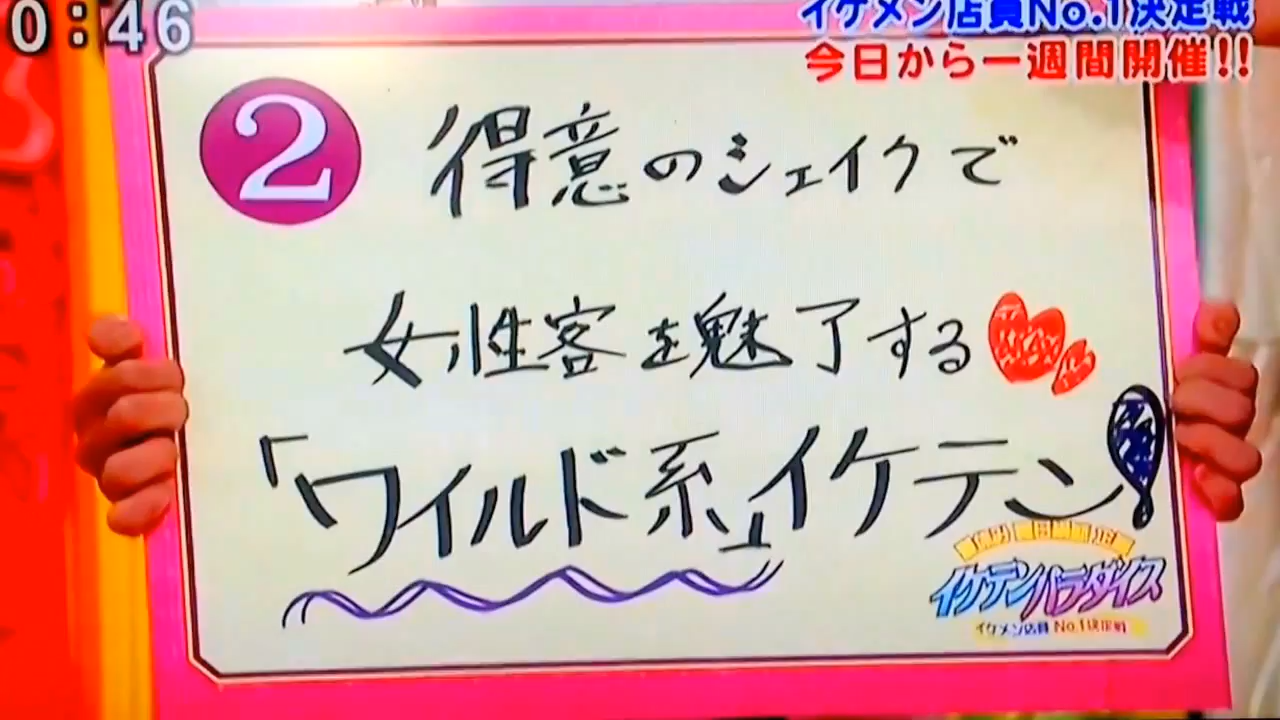 0:46
イケメン店員No.1決定戦
今日から一週間開催!!
2
得意のシェイクで
女性客を魅了する
「ワイルド系」イケテン!
イケテンパラダイス
イケメン店員 No.1決定戦